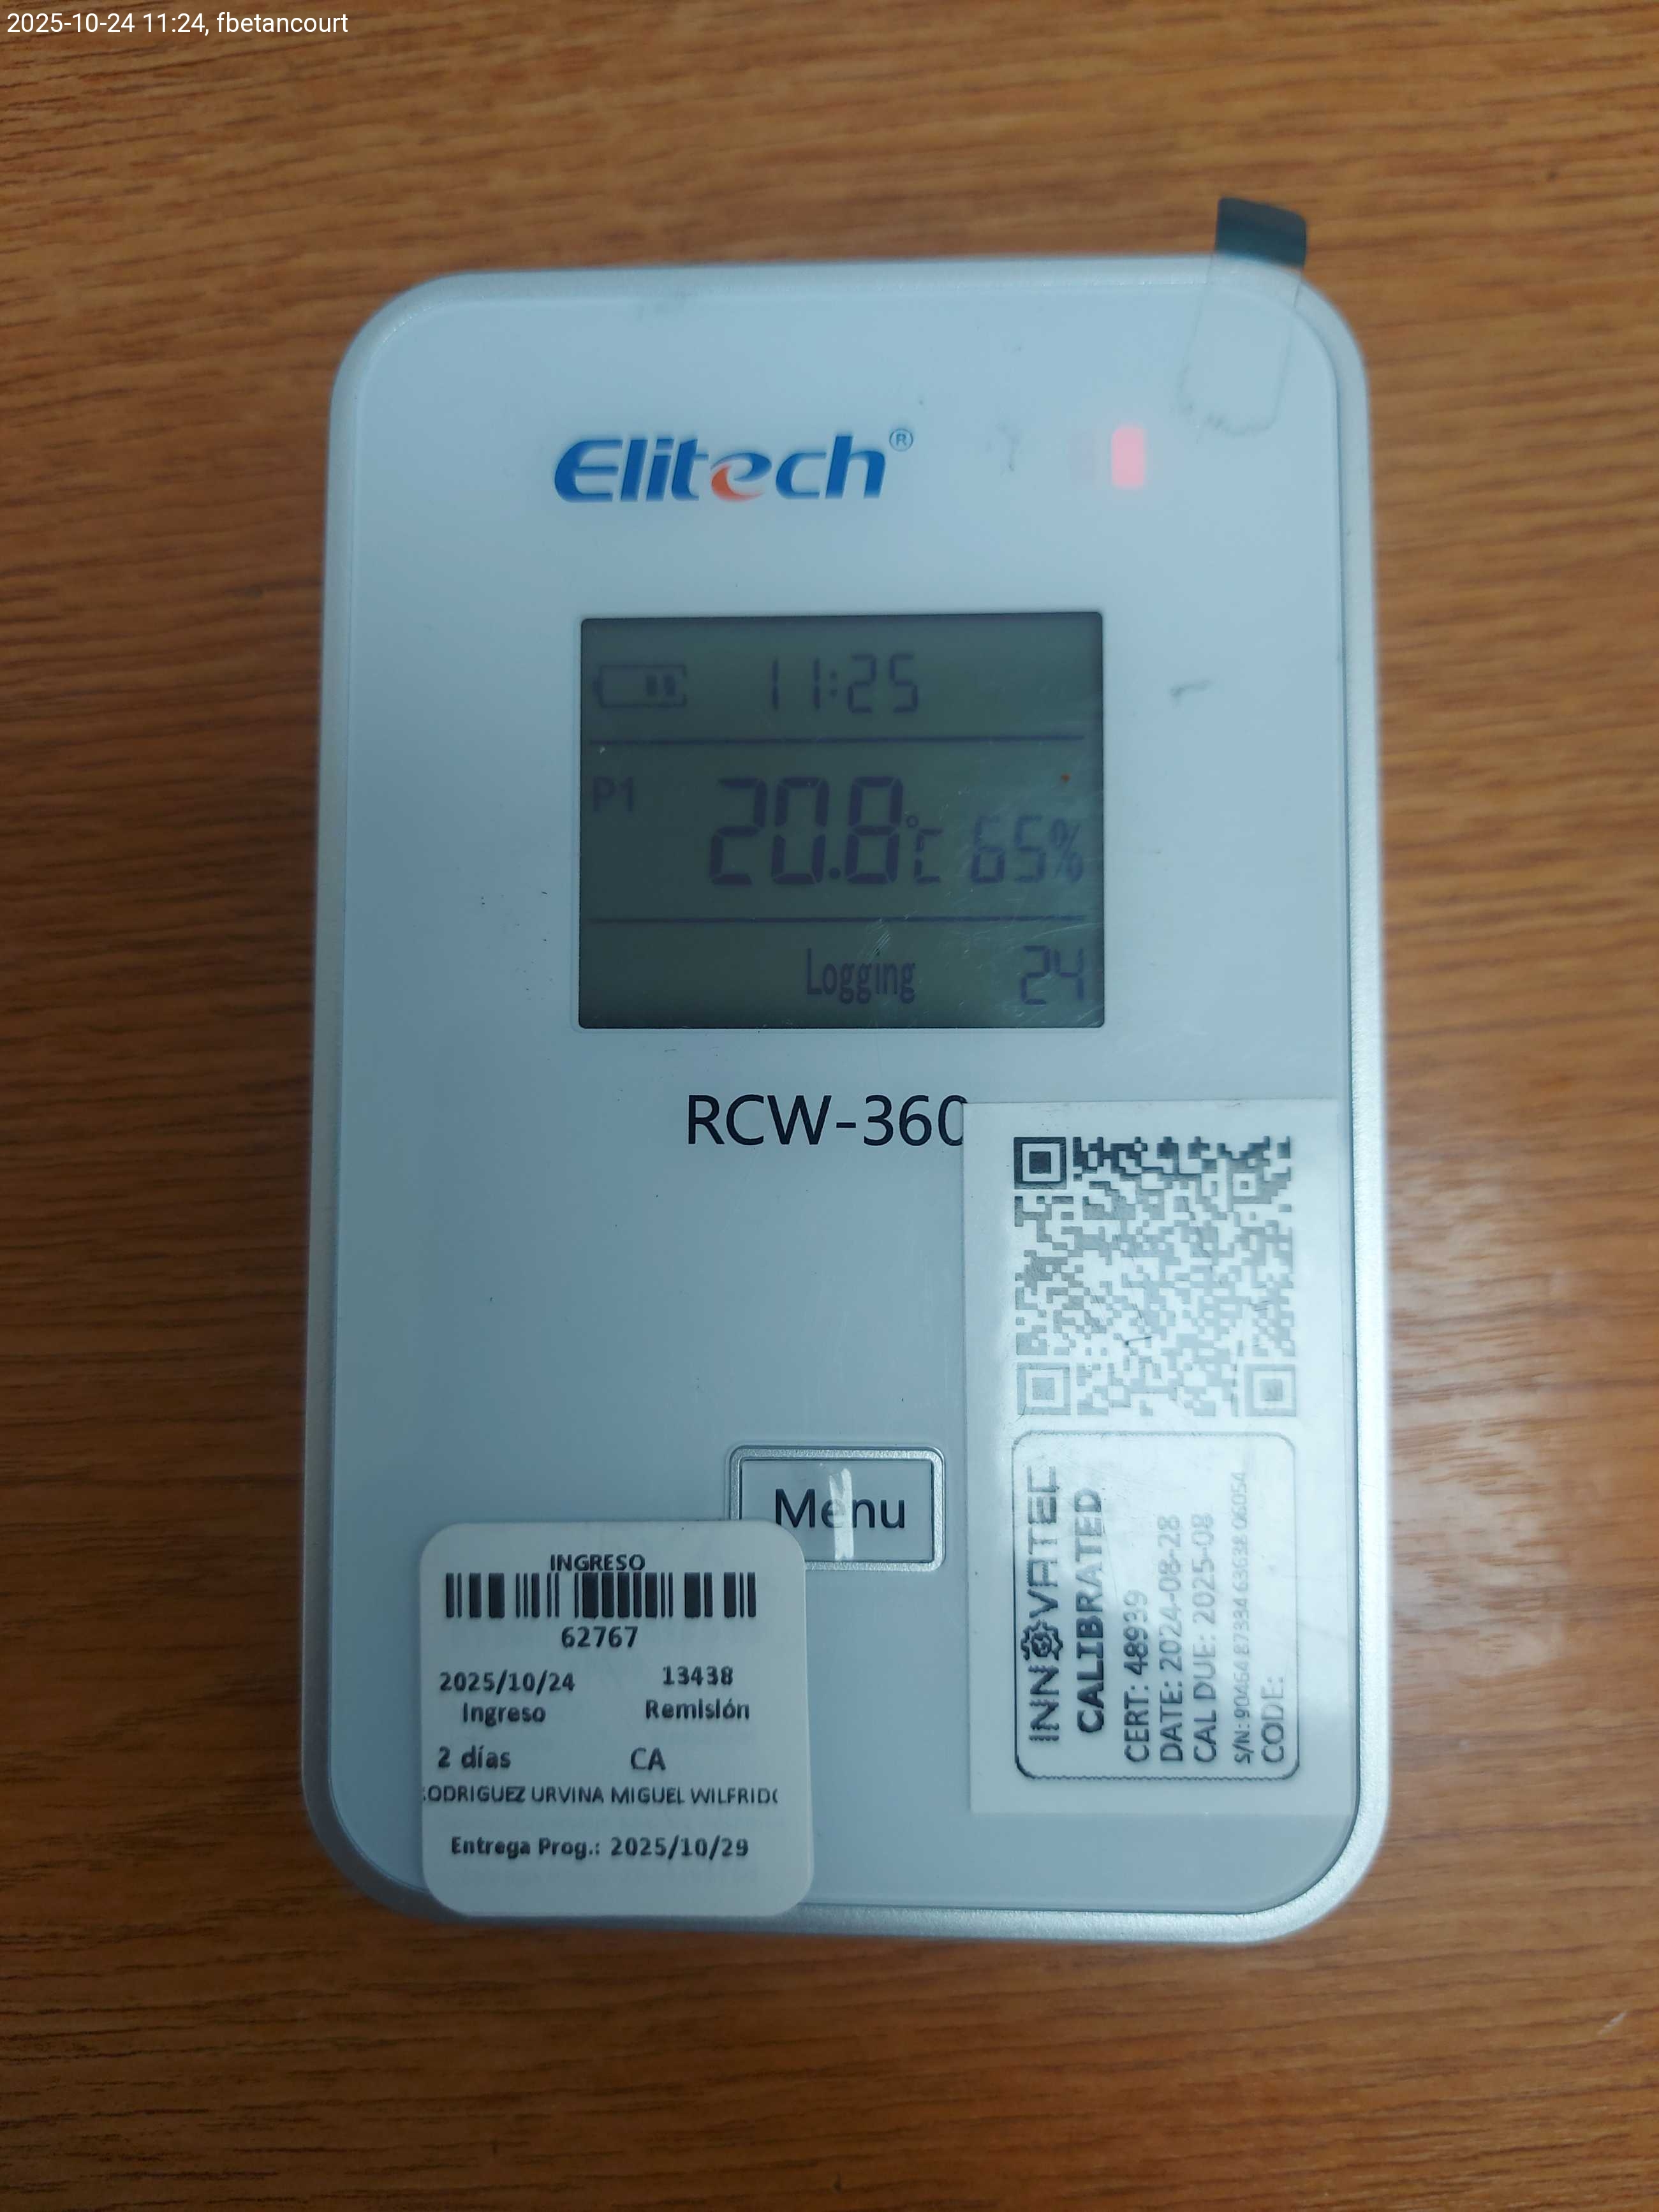 2025-10-24 11:24, fbetancourt
Elitech®
11:25
P1
20.8°C 65%
Logging 24
RCW-360
Menu
INNOVATEC
CALIBRATED
CERT: 48939
DATE: 2024-08-28
CAL DUE: 2025-08
S/N:
CODE:
INGRESO
62767
2025/10/24 13438
Ingreso Remisión
2 días CA
RODRIGUEZ URVINA MIGUEL WILFRIDO
Entrega Prog.: 2025/10/29